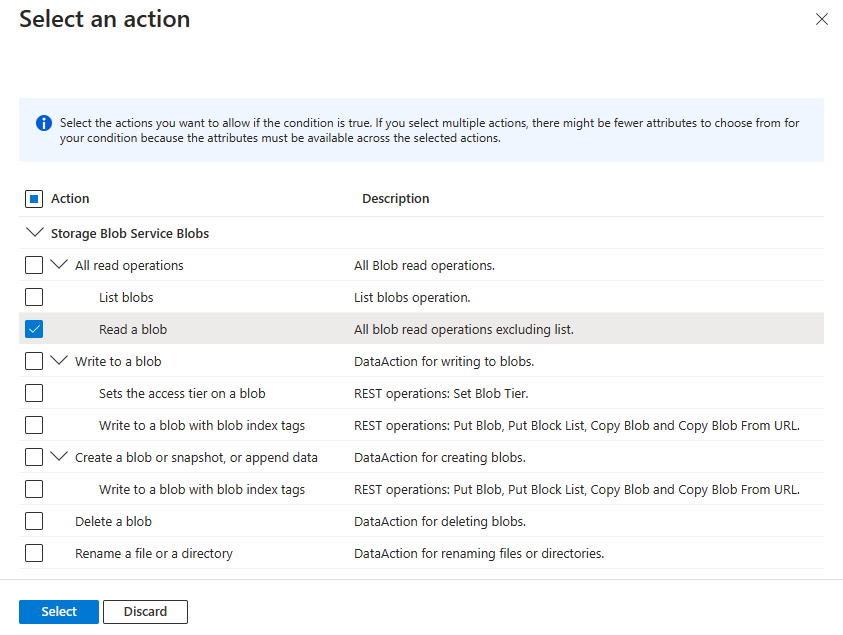 Select an action
Select the actions you want to allow if the condition is true. If you select multiple actions, there might be fewer attributes to choose from for
your condition because the attributes must be available across the selected actions.
Action Description
Storage Blob Service Blobs
All read operations All Blob read operations.
List blobs List blobs operation.
Read a blob All blob read operations excluding list.
Write to a blob DataAction for writing to blobs.
Sets the access tier on a blob REST operations: Set Blob Tier.
Write to a blob with blob index tags REST operations: Put Blob, Put Block List, Copy Blob and Copy Blob From URL.
Create a blob or snapshot, or append data DataAction for creating blobs.
Write to a blob with blob index tags REST operations: Put Blob, Put Block List, Copy Blob and Copy Blob From URL.
Delete a blob DataAction for deleting blobs.
Rename a file or a directory DataAction for renaming files or directories.
Select Discard